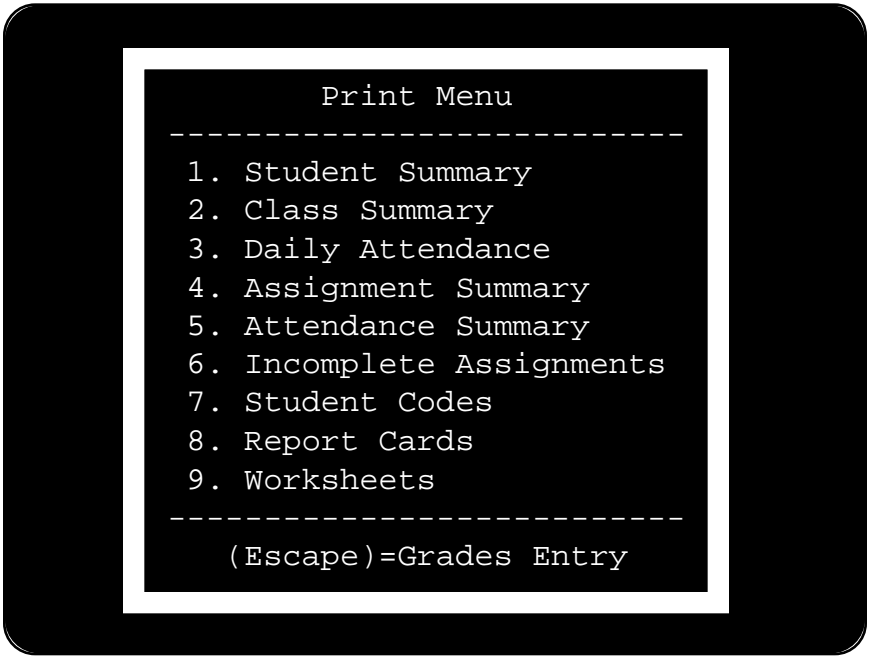 Print Menu
---------------------------
1. Student Summary
2. Class Summary
3. Daily Attendance
4. Assignment Summary
5. Attendance Summary
6. Incomplete Assignments
7. Student Codes
8. Report Cards
9. Worksheets
---------------------------
(Escape)=Grades Entry